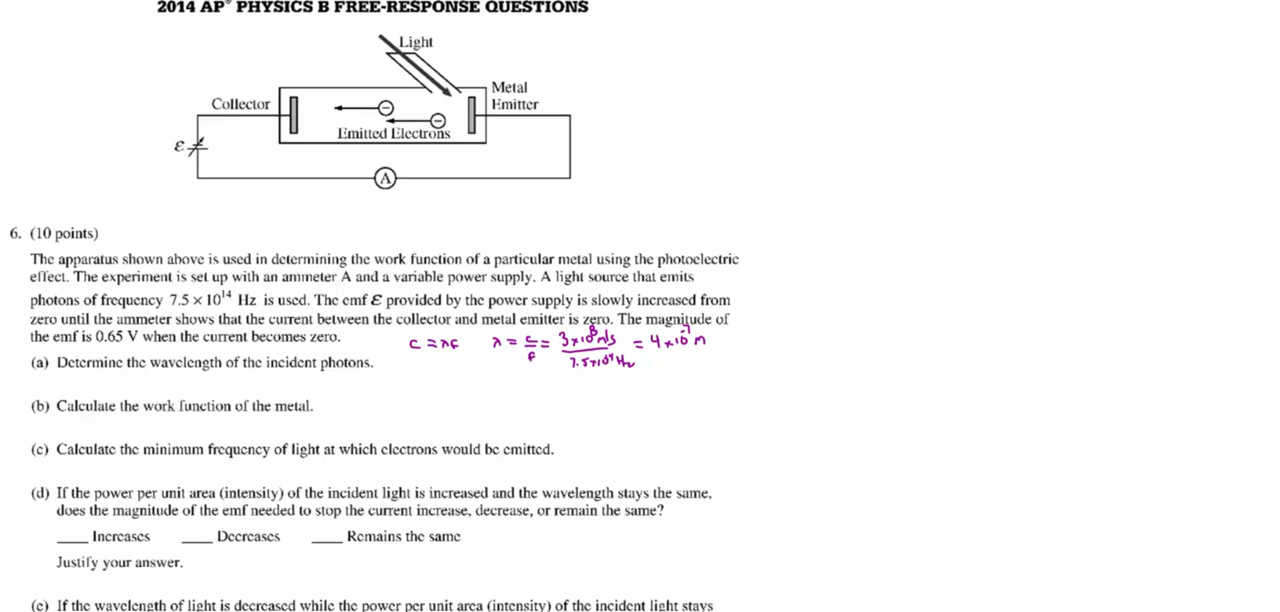 2014 AP® PHYSICS B FREE-RESPONSE QUESTIONS
Light
Metal
Collector
Emitter
Emitted Electrons
ε
A
6. (10 points)
The apparatus shown above is used in determining the work function of a particular metal using the photoelectric
effect. The experiment is set up with an ammeter A and a variable power supply. A light source that emits
photons of frequency 7.5 × 10¹⁴ Hz is used. The emf ε provided by the power supply is slowly increased from
zero until the ammeter shows that the current between the collector and metal emitter is zero. The magnitude of
the emf is 0.65 V when the current becomes zero.
c = λf λ = c/f = 3×10⁸m/s / 7.5×10¹⁴Hz = 4×10⁻⁷m
(a) Determine the wavelength of the incident photons.
(b) Calculate the work function of the metal.
(c) Calculate the minimum frequency of light at which electrons would be emitted.
(d) If the power per unit area (intensity) of the incident light is increased and the wavelength stays the same,
does the magnitude of the emf needed to stop the current increase, decrease, or remain the same?
____ Increases ____ Decreases ____ Remains the same
Justify your answer.
(e) If the wavelength of light is decreased while the power per unit area (intensity) of the incident light stays